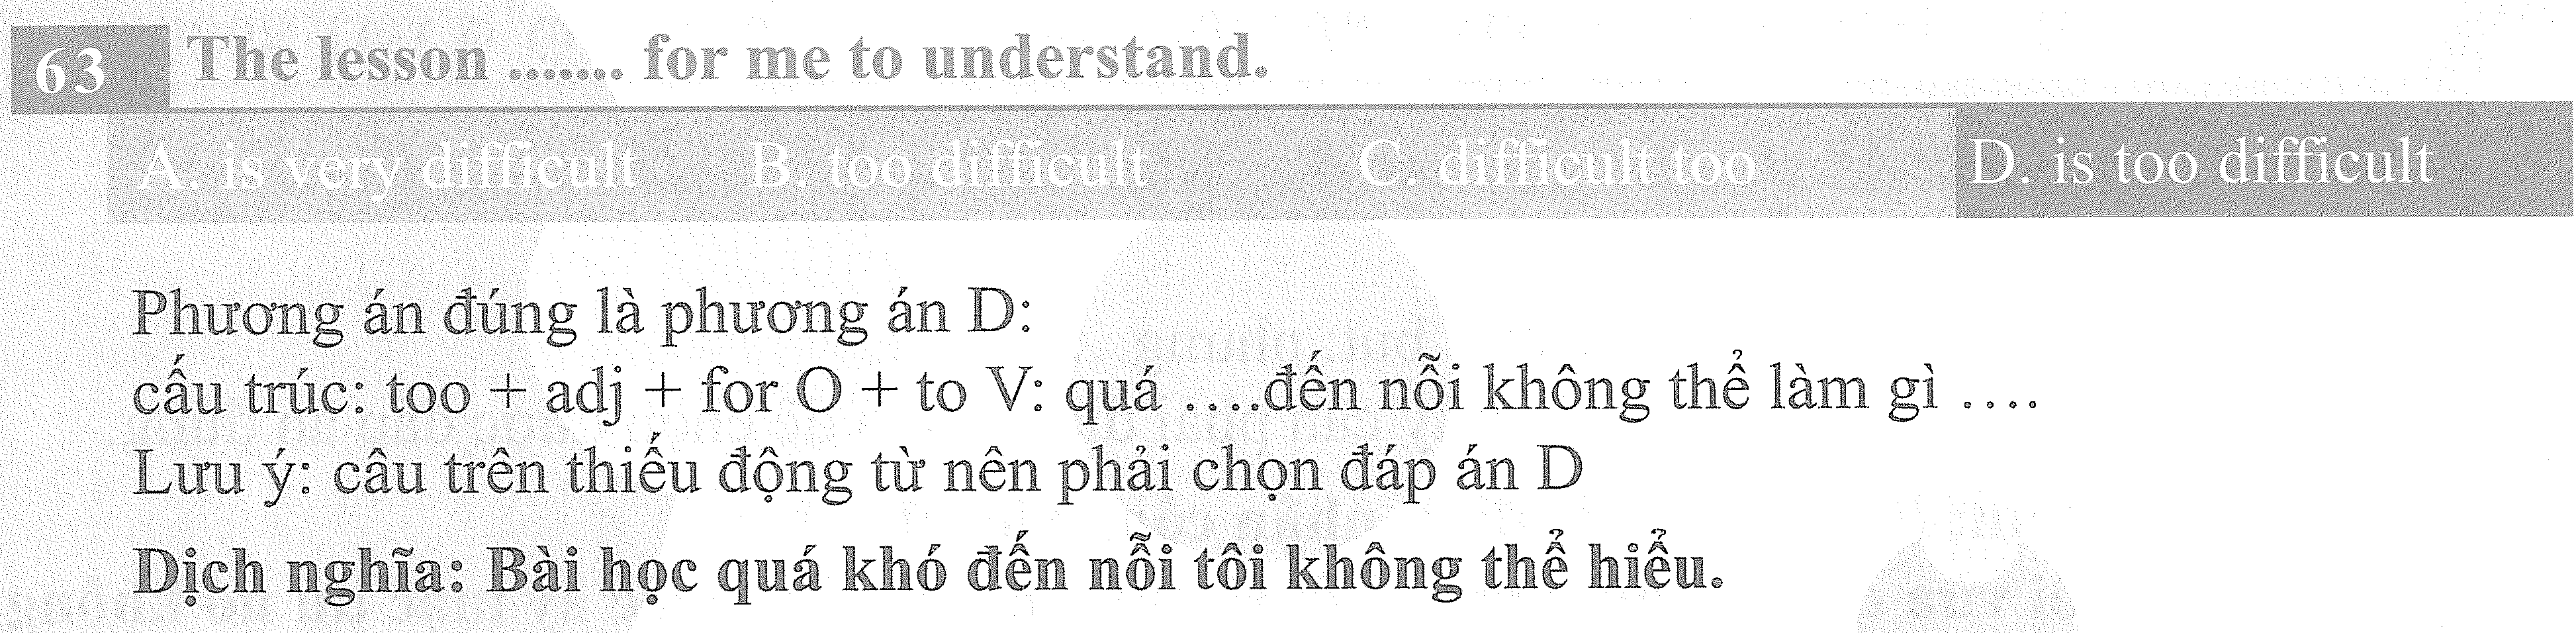 63 The lesson ....... for me to understand.
A. is very difficult B. too difficult C. difficult too D. is too difficult
Phương án đúng là phương án D:
cấu trúc: too + adj + for O + to V: quá ….đến nỗi không thể làm gì ….
Lưu ý: câu trên thiếu động từ nên phải chọn đáp án D
Dịch nghĩa: Bài học quá khó đến nỗi tôi không thể hiểu.